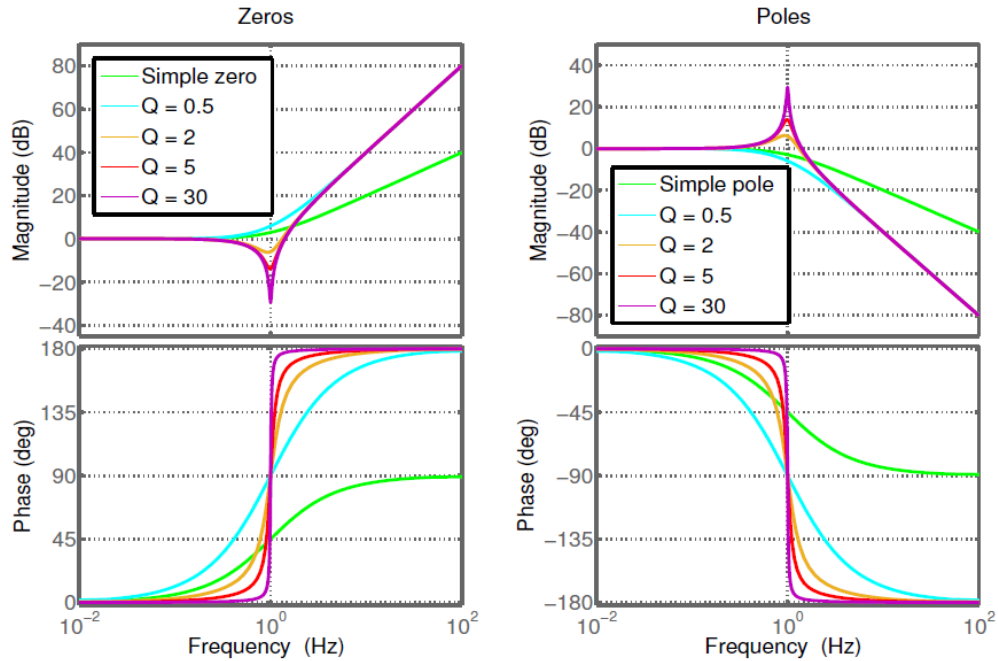 Zeros
Magnitude (dB)
80
60
40
20
0
−20
−40
Simple zero
Q = 0.5
Q = 2
Q = 5
Q = 30
Phase (deg)
180
135
90
45
0
10−2
100
102
Frequency (Hz)
Poles
Magnitude (dB)
40
20
0
−20
−40
−60
−80
Simple pole
Q = 0.5
Q = 2
Q = 5
Q = 30
Phase (deg)
0
−45
−90
−135
−180
10−2
100
102
Frequency (Hz)